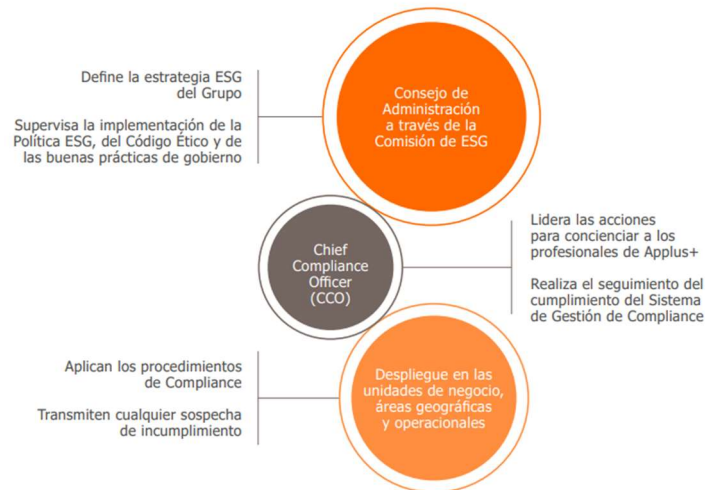 Define la estrategia ESG
del Grupo
Supervisa la implementación de la
Política ESG, del Código Ético y de
las buenas prácticas de gobierno
Consejo de
Administración
a través de la
Comisión de ESG
Chief
Compliance
Officer
(CCO)
Lidera las acciones
para concienciar a los
profesionales de Applus+
Realiza el seguimiento del
cumplimiento del Sistema
de Gestión de Compliance
Aplican los procedimientos
de Compliance
Transmiten cualquier sospecha
de incumplimiento
Despliegue en las
unidades de negocio,
áreas geográficas
y operacionales